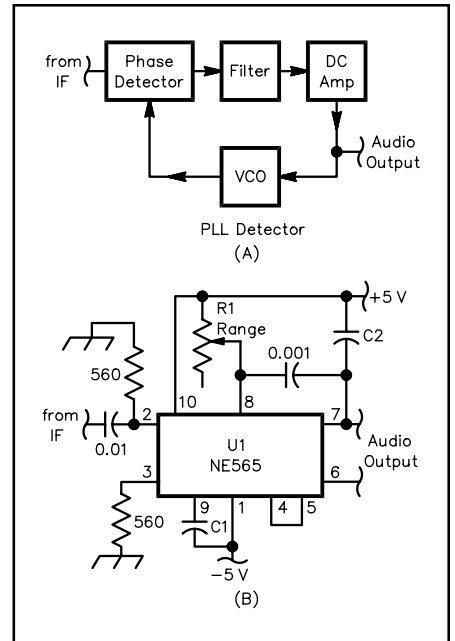 from
IF
Phase
Detector
Filter
DC
Amp
Audio
Output
VCO
PLL Detector
(A)
+5 V
R1
Range
C2
0.001
560
10
8
from
IF
0.01
2
7
U1
NE565
Audio
Output
3
6
560
9
1
4
5
C1
−5 V
(B)